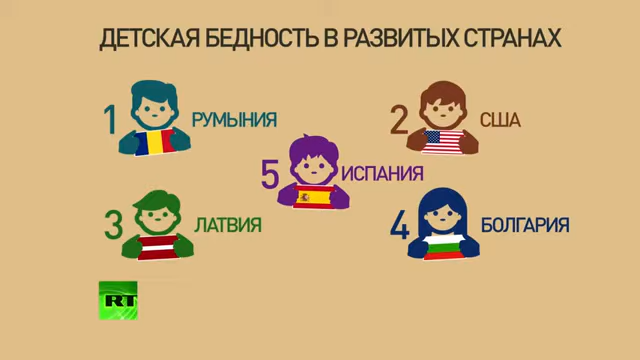 ДЕТСКАЯ БЕДНОСТЬ В РАЗВИТЫХ СТРАНАХ
1 РУМЫНИЯ
2 США
5 ИСПАНИЯ
3 ЛАТВИЯ
4 БОЛГАРИЯ
RT